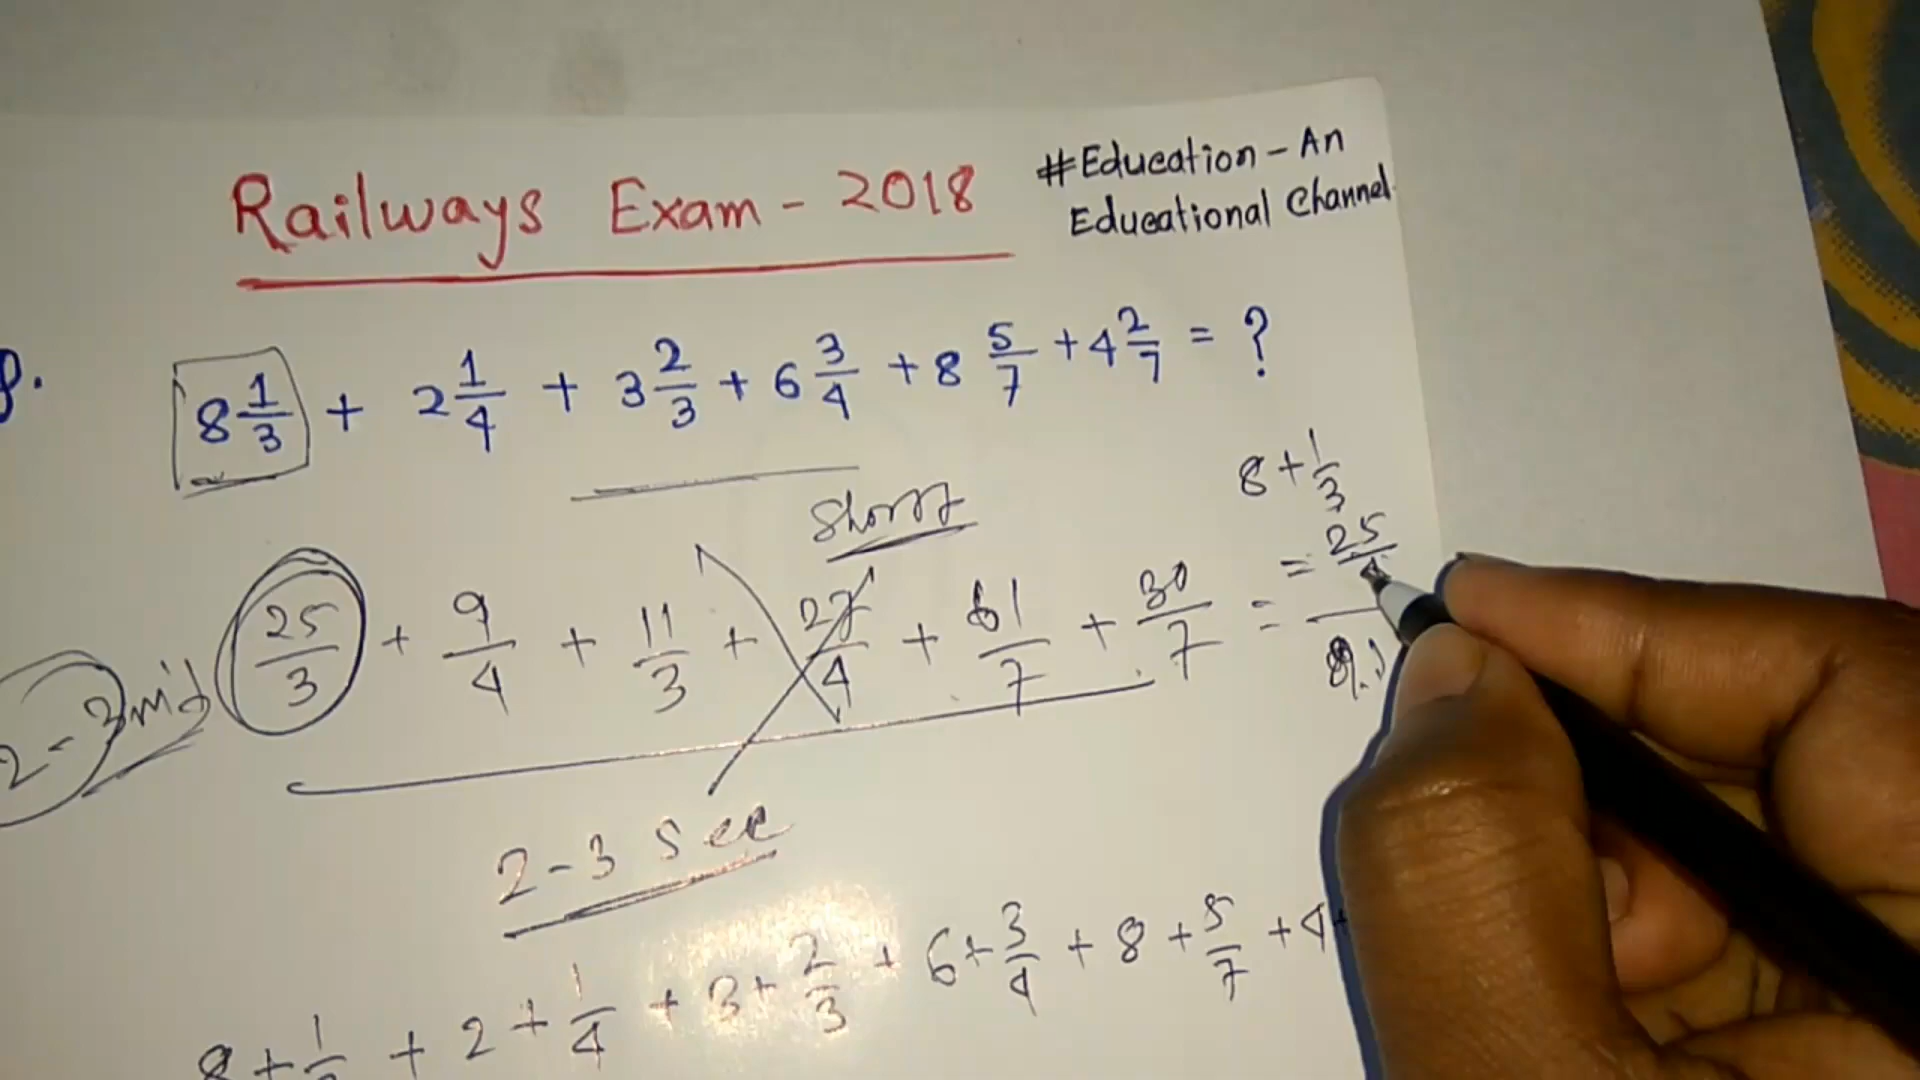 Railways Exam - 2018
#Education - An
Educational Channel
8 1/3 + 2 1/4 + 3 2/3 + 6 3/4 + 8 5/7 + 4 2/7 = ?
Short
8 + 1/3
= 25/
25/3 + 9/4 + 11/3 + 27/4 + 61/7 + 30/7 =
2 - 3
2-3 Sec
8 + 1/ + 2 + 1/4 + 3 + 2/3 + 6 + 3/4 + 8 + 5/7 + 4 +